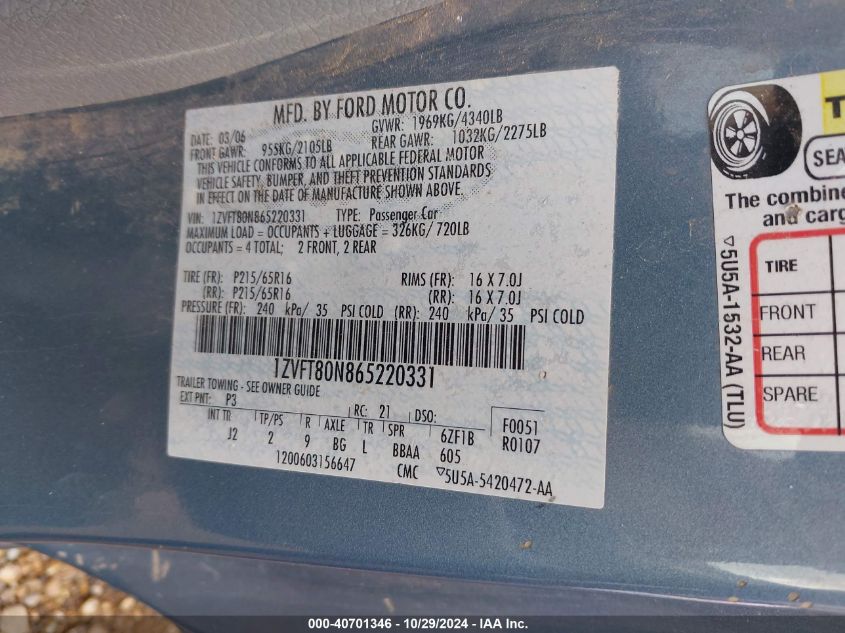 MFD. BY FORD MOTOR CO.
DATE: 03/06 GVWR: 1969KG/4340LB
FRONT GAWR: 955KG/2105LB REAR GAWR: 1032KG/2275LB
THIS VEHICLE CONFORMS TO ALL APPLICABLE FEDERAL MOTOR
VEHICLE SAFETY, BUMPER, AND THEFT PREVENTION STANDARDS
IN EFFECT ON THE DATE OF MANUFACTURE SHOWN ABOVE.
VIN: 1ZVFT80N865220331 TYPE: Passenger Car
MAXIMUM LOAD = OCCUPANTS + LUGGAGE = 326KG/720LB
OCCUPANTS = 4 TOTAL; 2 FRONT, 2 REAR
TIRE (FR): P215/65R16 RIMS (FR): 16 X 7.0J
(RR): P215/65R16 (RR): 16 X 7.0J
PRESSURE (FR): 240 kPa/ 35 PSI COLD (RR): 240 kPa/ 35 PSI COLD
1ZVFT80N865220331
TRAILER TOWING - SEE OWNER GUIDE
EXT PNT: P3 RC: 21 DSO: F0051
INT TR TP/PS R AXLE TR SPR 6ZF1B R0107
J2 2 9 BG L BBAA 605
1200603156647 CMC ▽5U5A-5420472-AA
T
SEA
The combine
and carg
TIRE
FRONT
REAR
SPARE
▽5U5A-1532-AA (TLU)
000-40701346 - 10/29/2024 - IAA Inc.